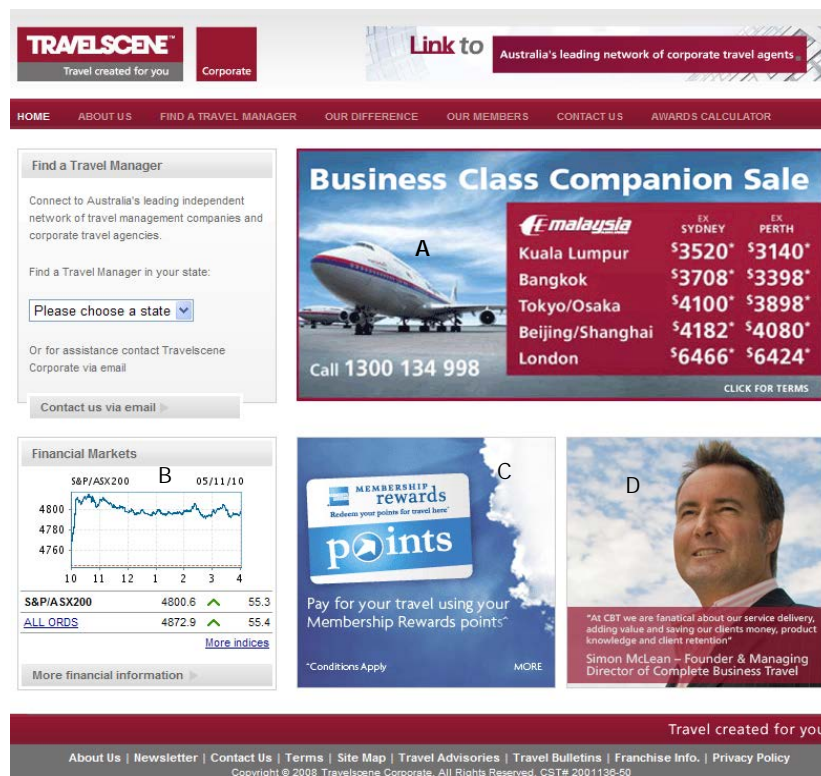 TRAVELSCENE™
Travel created for you
Corporate
Link to
Australia's leading network of corporate travel agents.
HOME ABOUT US FIND A TRAVEL MANAGER OUR DIFFERENCE OUR MEMBERS CONTACT US AWARDS CALCULATOR
Find a Travel Manager
Connect to Australia's leading independent
network of travel management companies and
corporate travel agencies.
Find a Travel Manager in your state:
Please choose a state
Or for assistance contact Travelscene
Corporate via email
Contact us via email
Business Class Companion Sale
A
malaysia
EX SYDNEY EX PERTH
Kuala Lumpur $3520* $3140*
Bangkok $3708* $3398*
Tokyo/Osaka $4100* $3898*
Beijing/Shanghai $4182* $4080*
London $6466* $6424*
Call 1300 134 998
CLICK FOR TERMS
Financial Markets
B
S&P/ASX200 05/11/10
4800
4780
4760
10 11 12 1 2 3 4
S&P/ASX200 4800.6 55.3
ALL ORDS 4872.9 55.4
More indices
More financial information
C
MEMBERSHIP
rewards
Redeem your points for travel here^
points
Pay for your travel using your
Membership Rewards points^
^Conditions Apply MORE
D
"At CBT we are fanatical about our service delivery,
adding value and saving our clients money, product
knowledge and client retention"
Simon McLean – Founder & Managing
Director of Complete Business Travel
Travel created for you
About Us | Newsletter | Contact Us | Terms | Site Map | Travel Advisories | Travel Bulletins | Franchise Info. | Privacy Policy
Copyright © 2008 Travelscene Corporate. All Rights Reserved. CST# 2001136-50